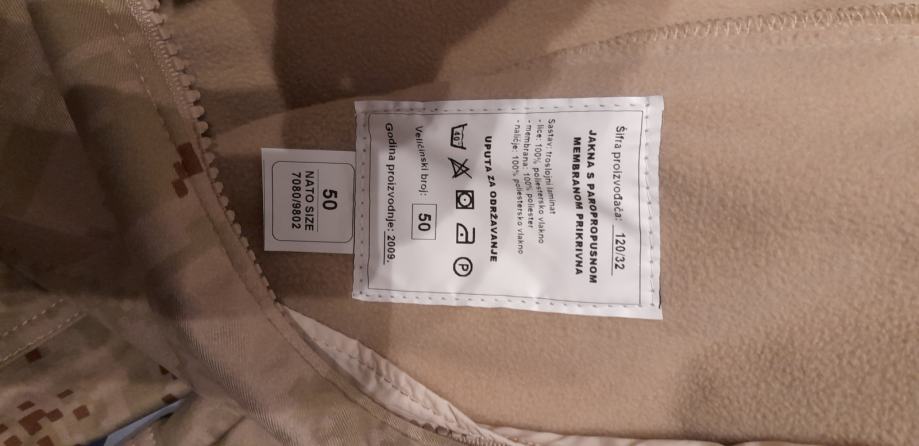 Šifra proizvođača: 120/32
JAKNA S PAROPROPUSNOM
MEMBRANOM PRIKRIVNA
Sastav: troslojni laminat
- lice: 100% poliestersko vlakno
- membrana: 100% poliester
- naličje: 100% poliestersko vlakno
UPUTA ZA ODRŽAVANJE
40
P
Veličinski broj: 50
Godina proizvodnje: 2009.
50
NATO SIZE
7080/9802